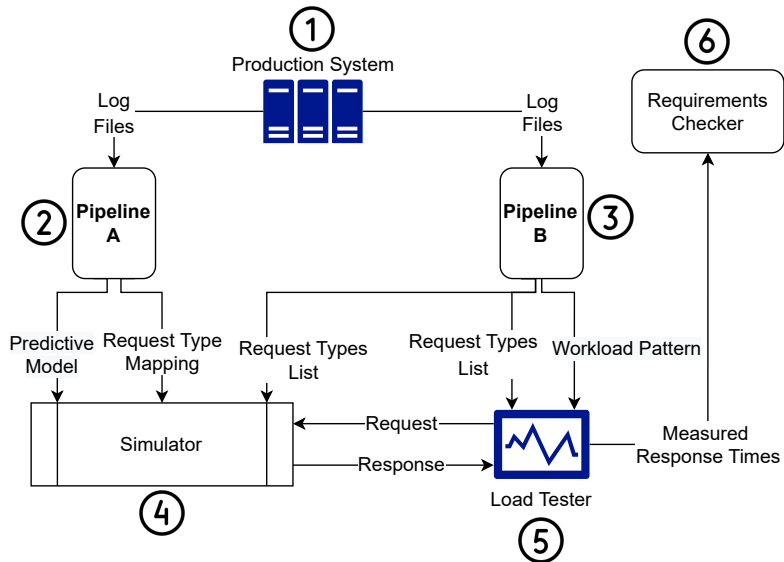 1
Production System
6
Requirements
Checker
Log
Files
Log
Files
2
Pipeline
A
Pipeline
B
3
Predictive
Model
Request Type
Mapping
Request Types
List
Request Types
List
Workload Pattern
Simulator
Request
Response
Measured
Response Times
4
Load Tester
5